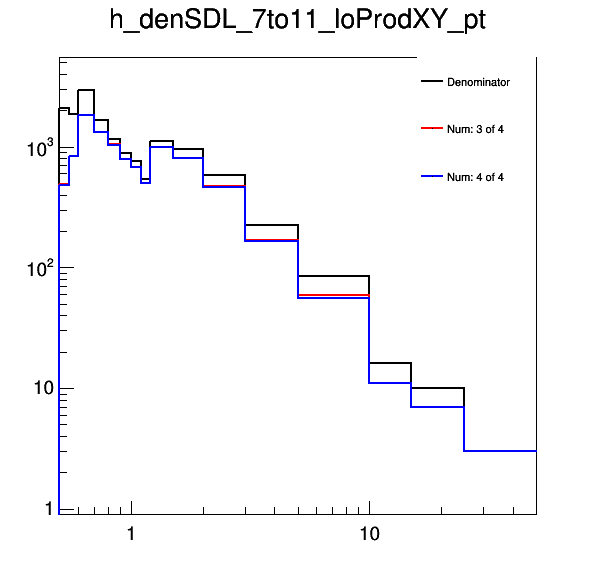 h_denSDL_7to11_loProdXY_pt
Denominator
Num: 3 of 4
Num: 4 of 4
10³
10²
10
1
1
10